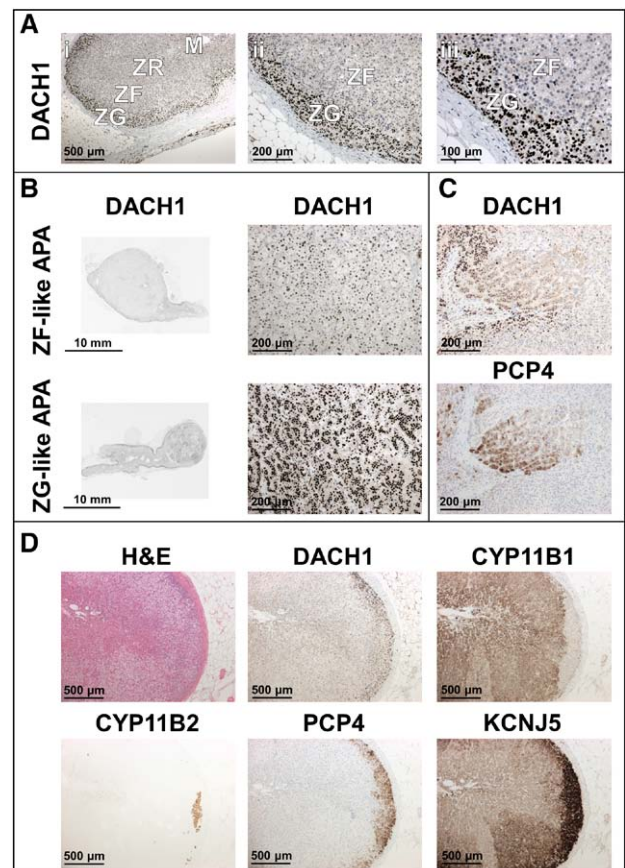 A
DACH1
i
M
ZR
ZF
ZG
500 µm
ii
ZF
ZG
200 µm
iii
ZF
ZG
100 µm
B
DACH1
DACH1
ZF-like APA
10 mm
200 µm
ZG-like APA
10 mm
200 µm
C
DACH1
200 µm
PCP4
200 µm
D
H&E
DACH1
CYP11B1
500 µm
500 µm
500 µm
CYP11B2
PCP4
KCNJ5
500 µm
500 µm
500 µm